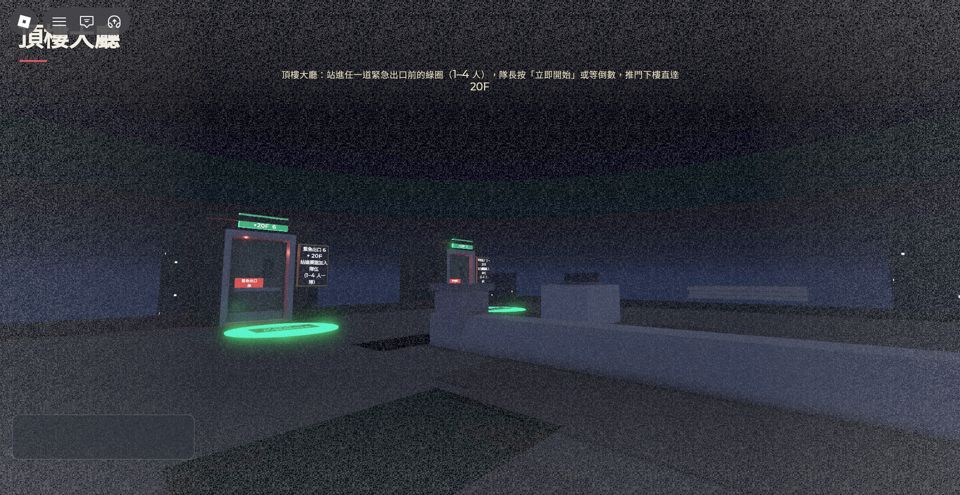 頂樓大廳
頂樓大廳：站進任一道緊急出口前的綠圈（1–4 人），隊長按「立即開始」或等倒數，推門下樓直達
20F
+20F 6
緊急出口 6
+ 20F
站進綠圈加入
隊伍
(1-4 人一
隊)
緊急出口